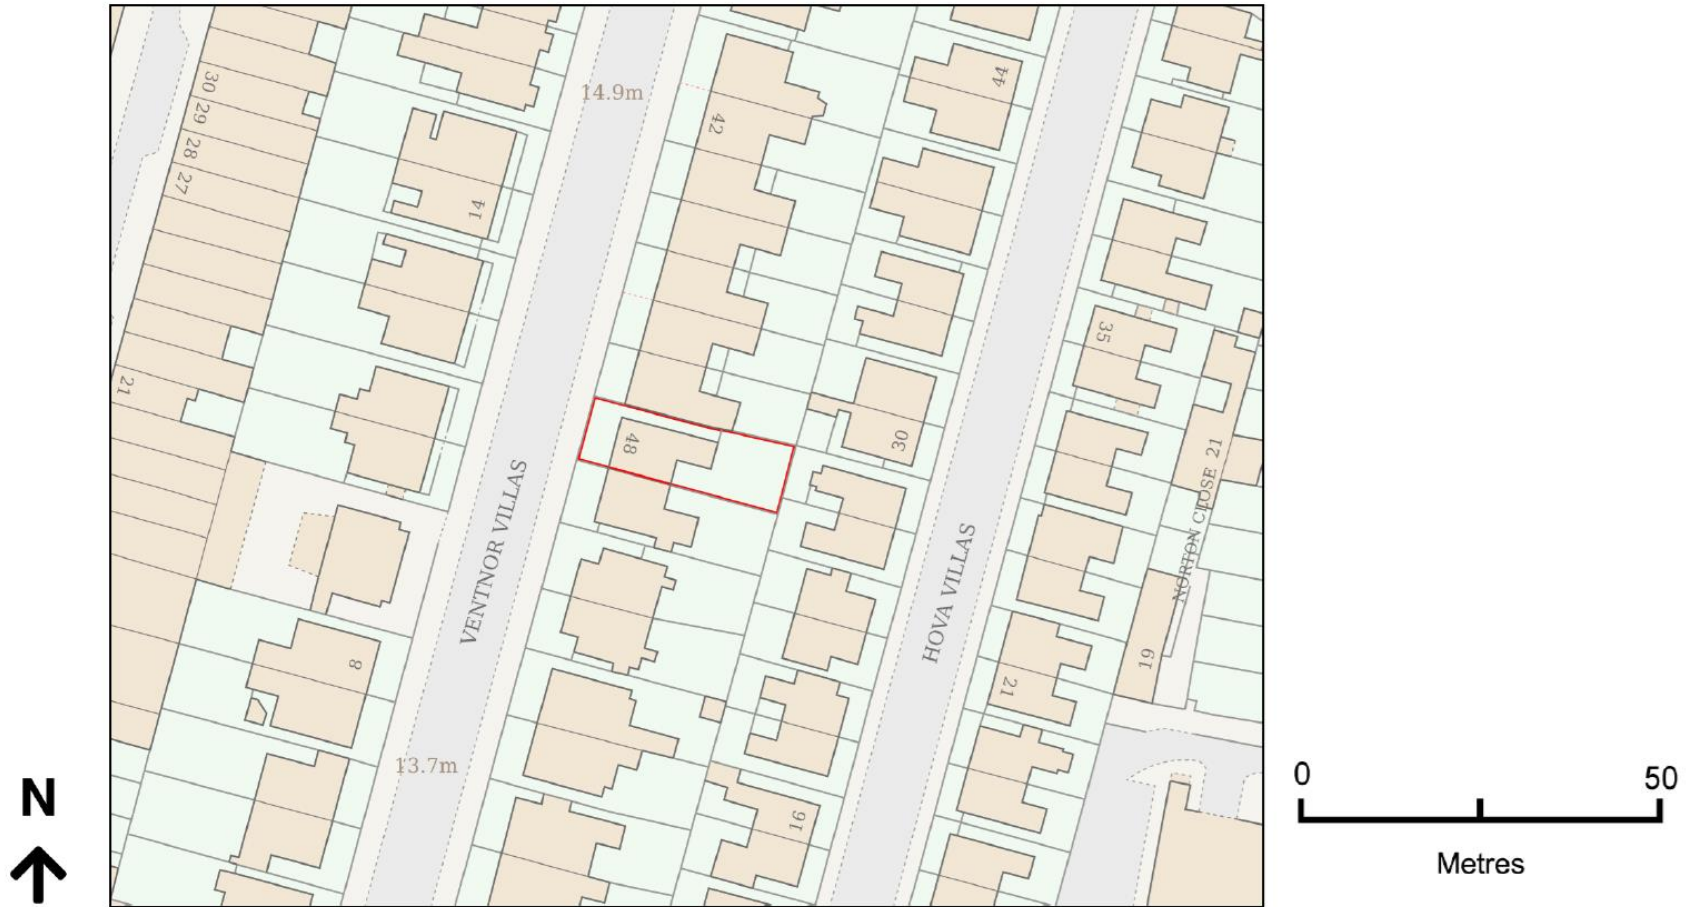 30
29
28
27
14.9m
42
44
14
35
21
48
30
NORTON CLOSE 21
VENTNOR VILLAS
HOVA VILLAS
8
19
21
13.7m
16
N
0 50
Metres